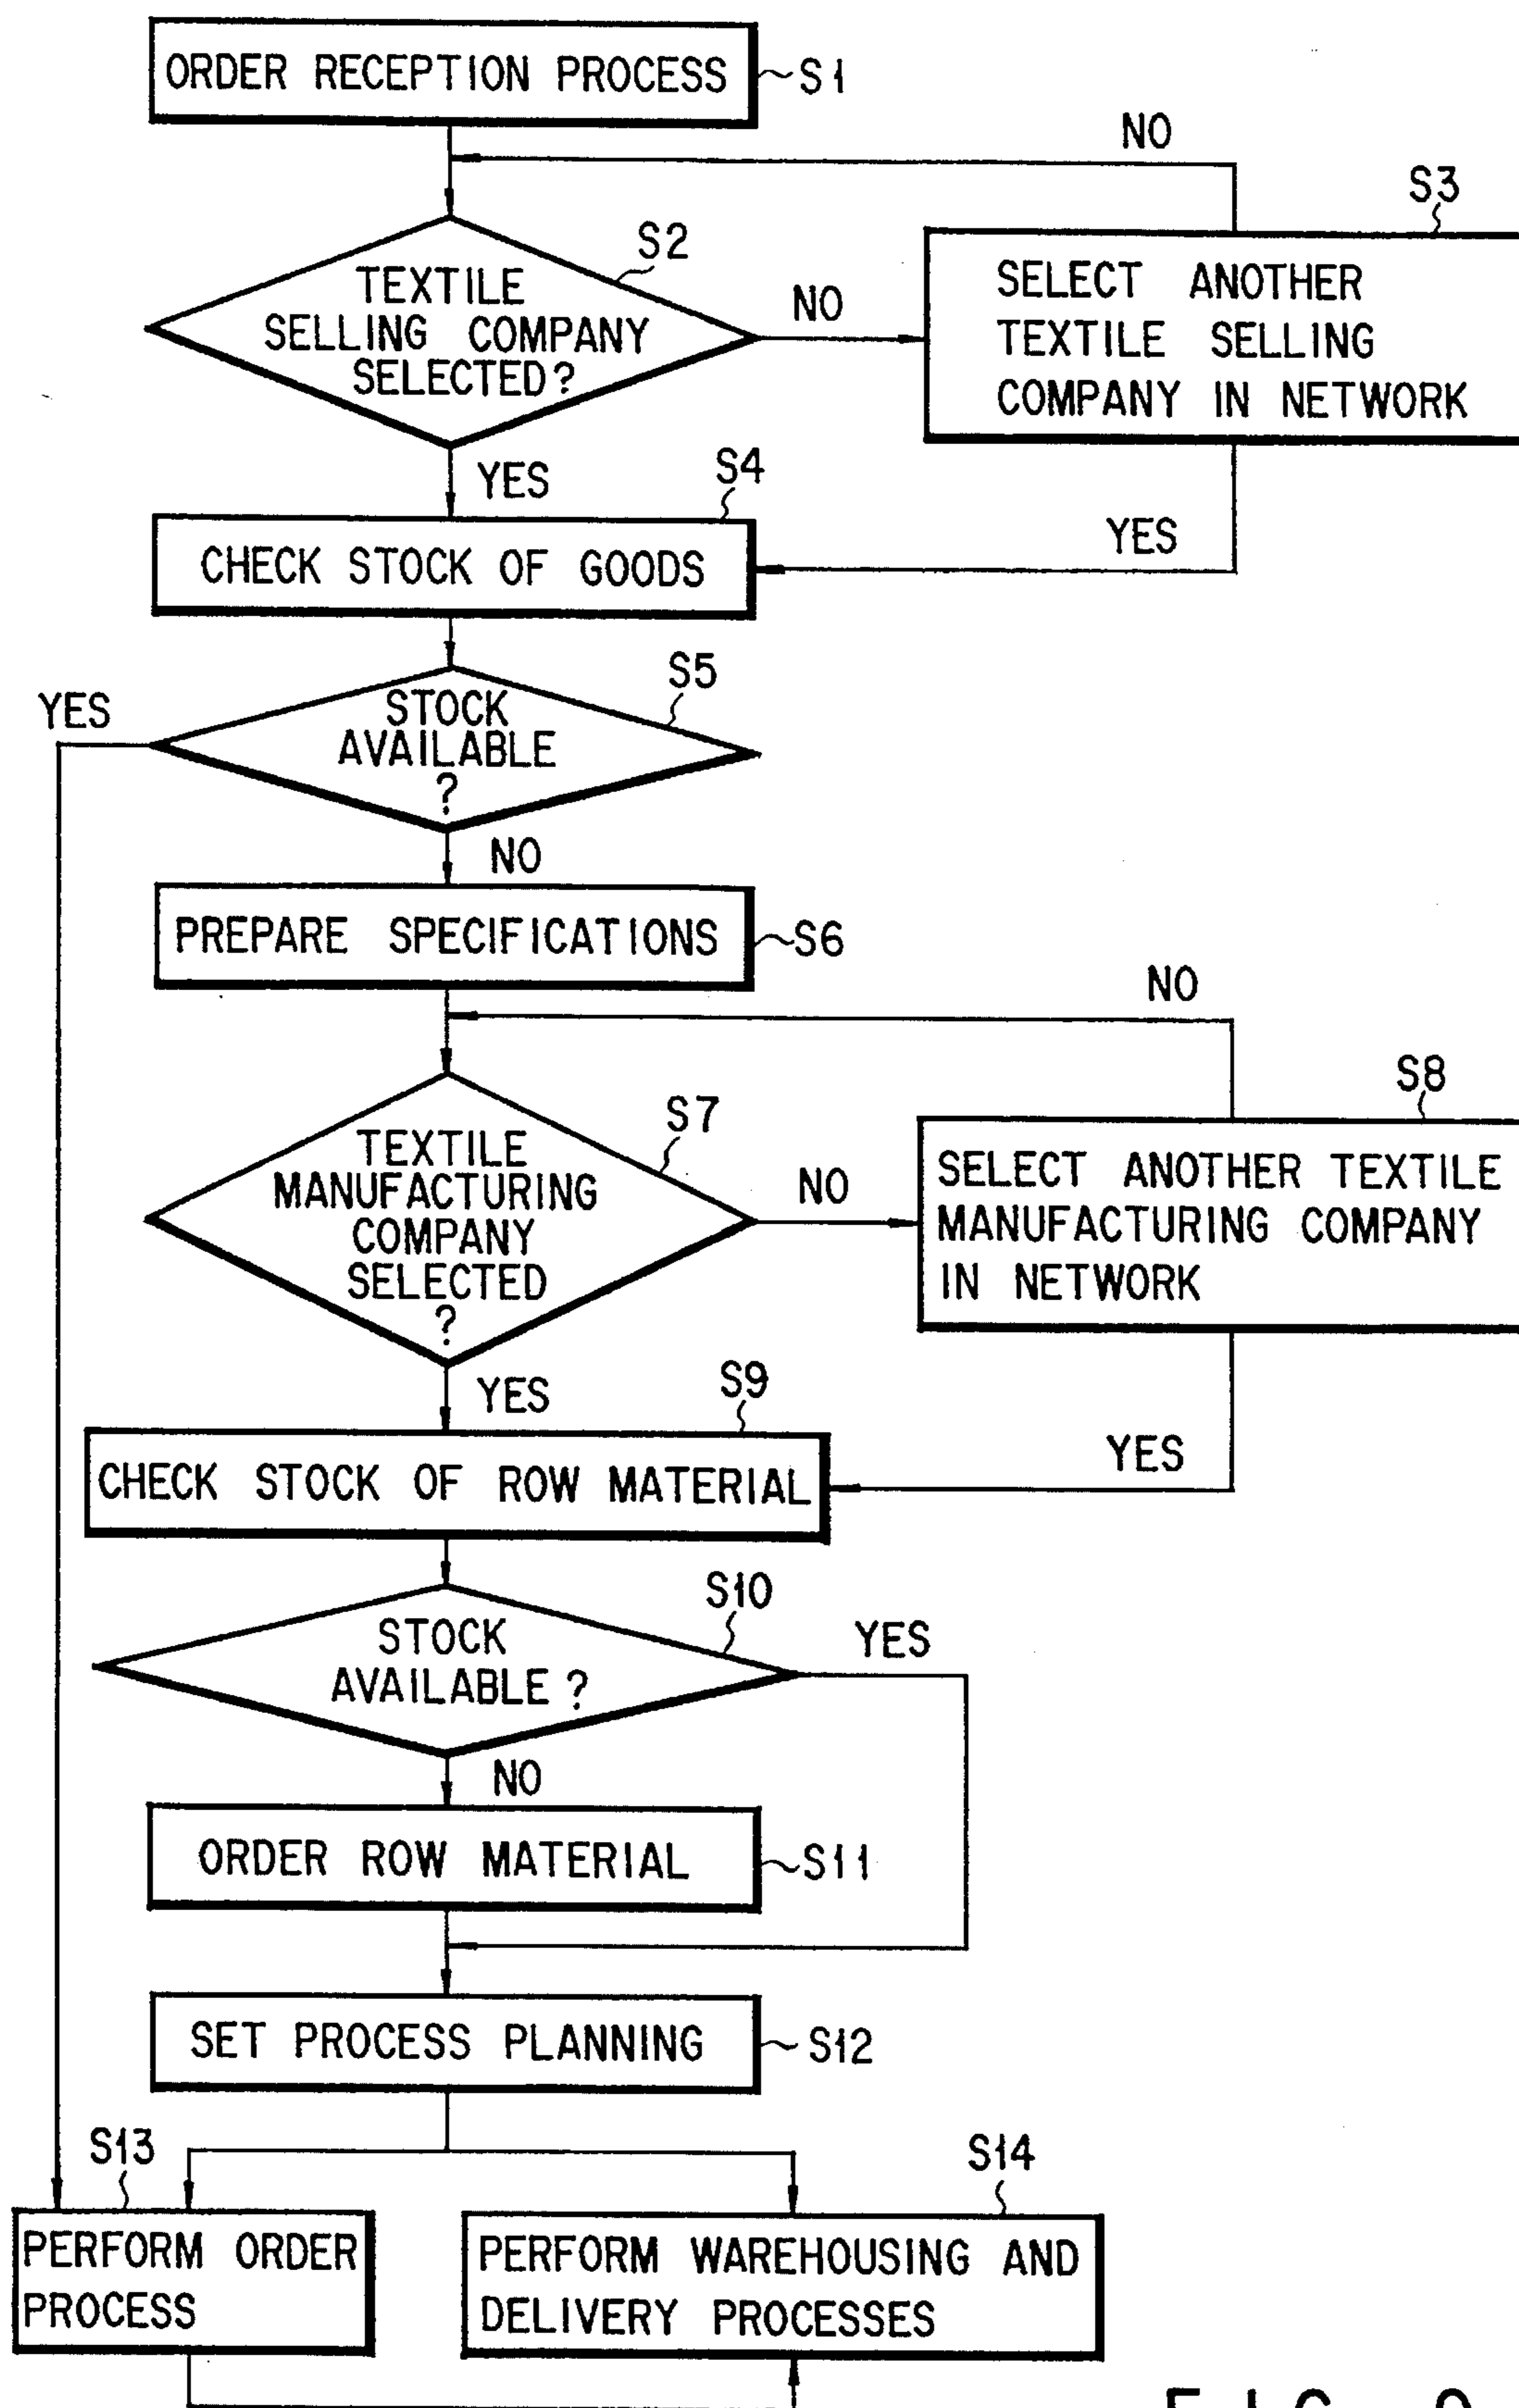 ORDER RECEPTION PROCESS
S1
NO
S3
S2
TEXTILE
SELLING COMPANY
SELECTED?
NO
SELECT ANOTHER
TEXTILE SELLING
COMPANY IN NETWORK
YES
S4
CHECK STOCK OF GOODS
YES
S5
YES
STOCK
AVAILABLE
?
NO
PREPARE SPECIFICATIONS
S6
NO
S8
S7
TEXTILE
MANUFACTURING
COMPANY
SELECTED
?
NO
SELECT ANOTHER TEXTILE
MANUFACTURING COMPANY
IN NETWORK
YES
S9
CHECK STOCK OF ROW MATERIAL
YES
S10
STOCK
AVAILABLE ?
YES
NO
ORDER ROW MATERIAL
S11
SET PROCESS PLANNING
S12
S13
S14
PERFORM ORDER
PROCESS
PERFORM WAREHOUSING AND
DELIVERY PROCESSES